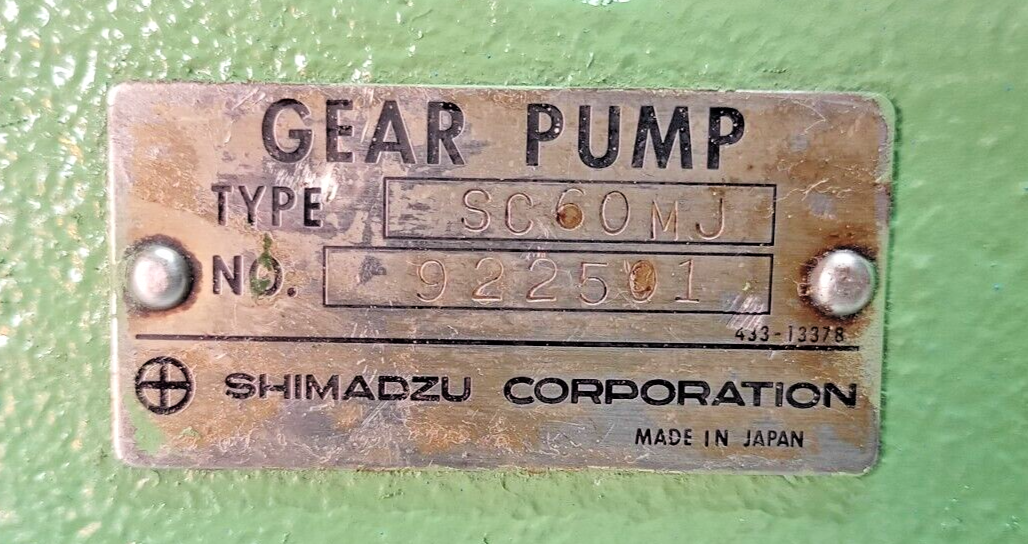 GEAR PUMP
TYPE SC60MJ
NO. 922501
433-13378
SHIMADZU CORPORATION
MADE IN JAPAN